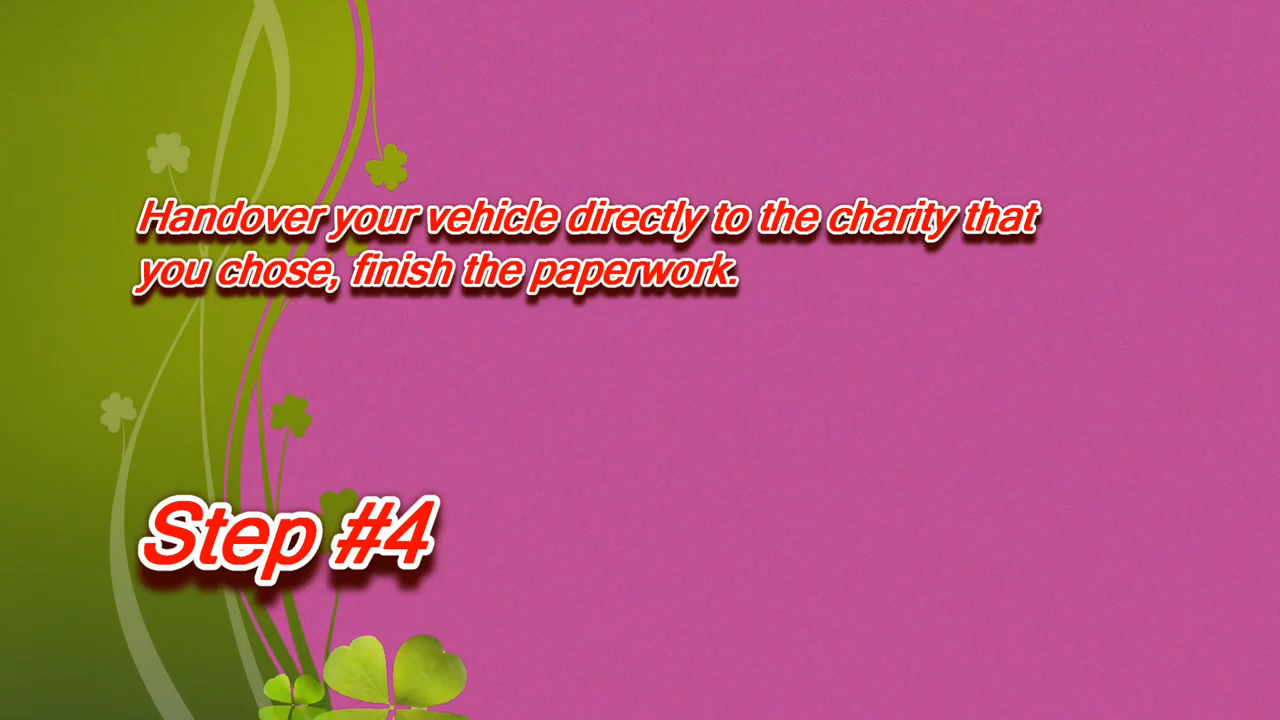 Handover your vehicle directly to the charity that
you chose, finish the paperwork.
Step #4